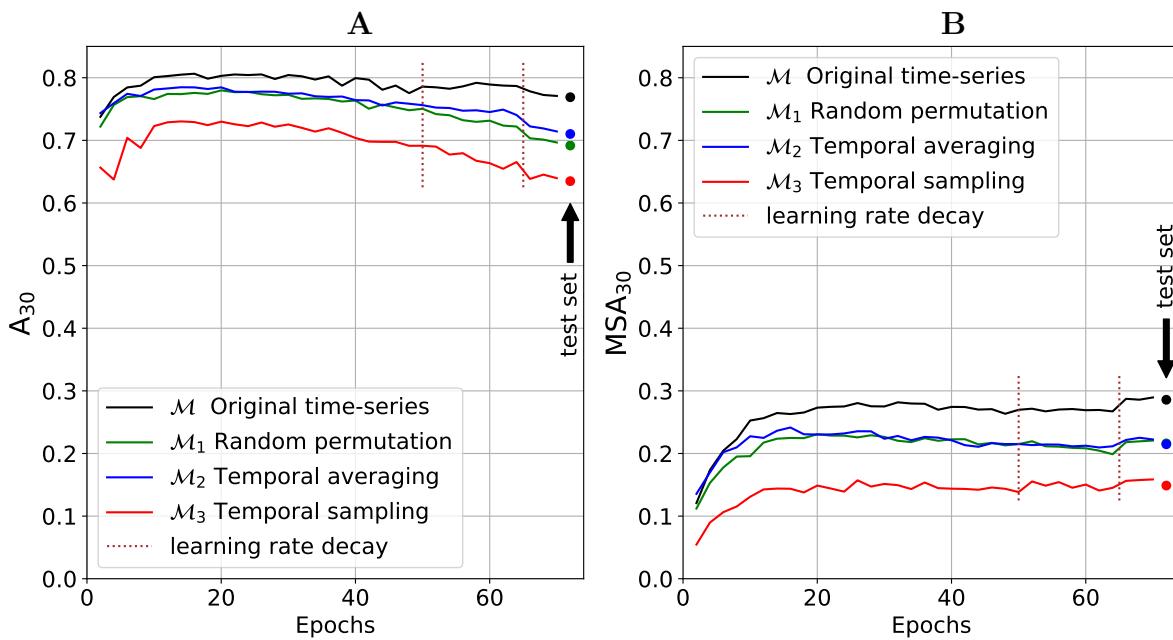 A
0.8
0.7
0.6
0.5
0.4
0.3
0.2
0.1
0.0
A30
test set
ℳ Original time-series
ℳ1 Random permutation
ℳ2 Temporal averaging
ℳ3 Temporal sampling
learning rate decay
0 20 40 60
Epochs
B
ℳ Original time-series
ℳ1 Random permutation
ℳ2 Temporal averaging
ℳ3 Temporal sampling
learning rate decay
0.8
0.7
0.6
0.5
0.4
0.3
0.2
0.1
0.0
MSA30
test set
0 20 40 60
Epochs